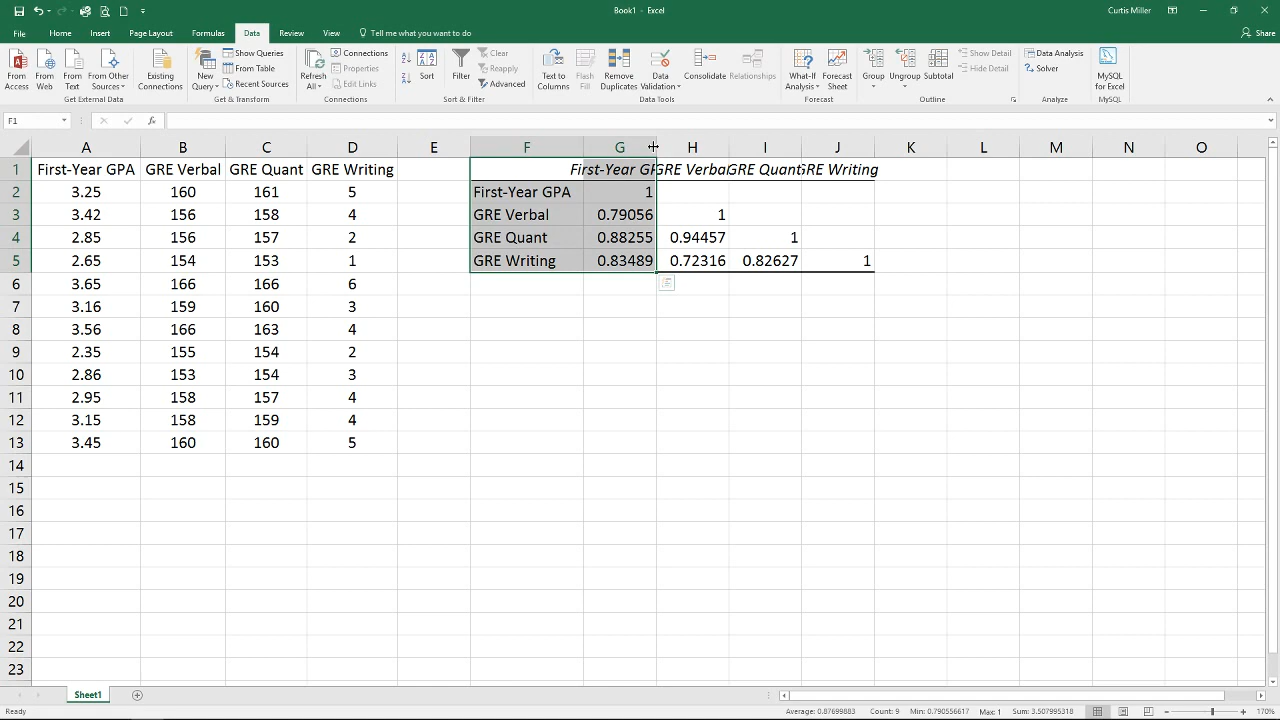 Book1 - Excel
Curtis Miller
File Home Insert Page Layout Formulas Data Review View Tell me what you want to do Share
From Access
From Web
From Text
From Other Sources
Existing Connections
Get External Data
New Query
Show Queries
From Table
Recent Sources
Get & Transform
Refresh All
Connections
Properties
Edit Links
Connections
Sort
Filter
Clear
Reapply
Advanced
Sort & Filter
Text to Columns
Flash Fill
Remove Duplicates
Data Validation
Consolidate
Relationships
Data Tools
What-If Analysis
Forecast Sheet
Forecast
Group
Ungroup
Subtotal
Show Detail
Hide Detail
Outline
Data Analysis
Solver
Analyze
MySQL for Excel
MySQL
F1 fx
A B C D E F G H I J K L M N O
1 First-Year GPA GRE Verbal GRE Quant GRE Writing First-Year GP GRE Verba GRE Quant GRE Writing
2 3.25 160 161 5 First-Year GPA 1
3 3.42 156 158 4 GRE Verbal 0.79056 1
4 2.85 156 157 2 GRE Quant 0.88255 0.94457 1
5 2.65 154 153 1 GRE Writing 0.83489 0.72316 0.82627 1
6 3.65 166 166 6
7 3.16 159 160 3
8 3.56 166 163 4
9 2.35 155 154 2
10 2.86 153 154 3
11 2.95 158 157 4
12 3.15 158 159 4
13 3.45 160 160 5
14
15
16
17
18
19
20
21
22
23
Sheet1
Ready Average: 0.87699883 Count: 9 Min: 0.790556617 Max: 1 Sum: 3.507995318 170%